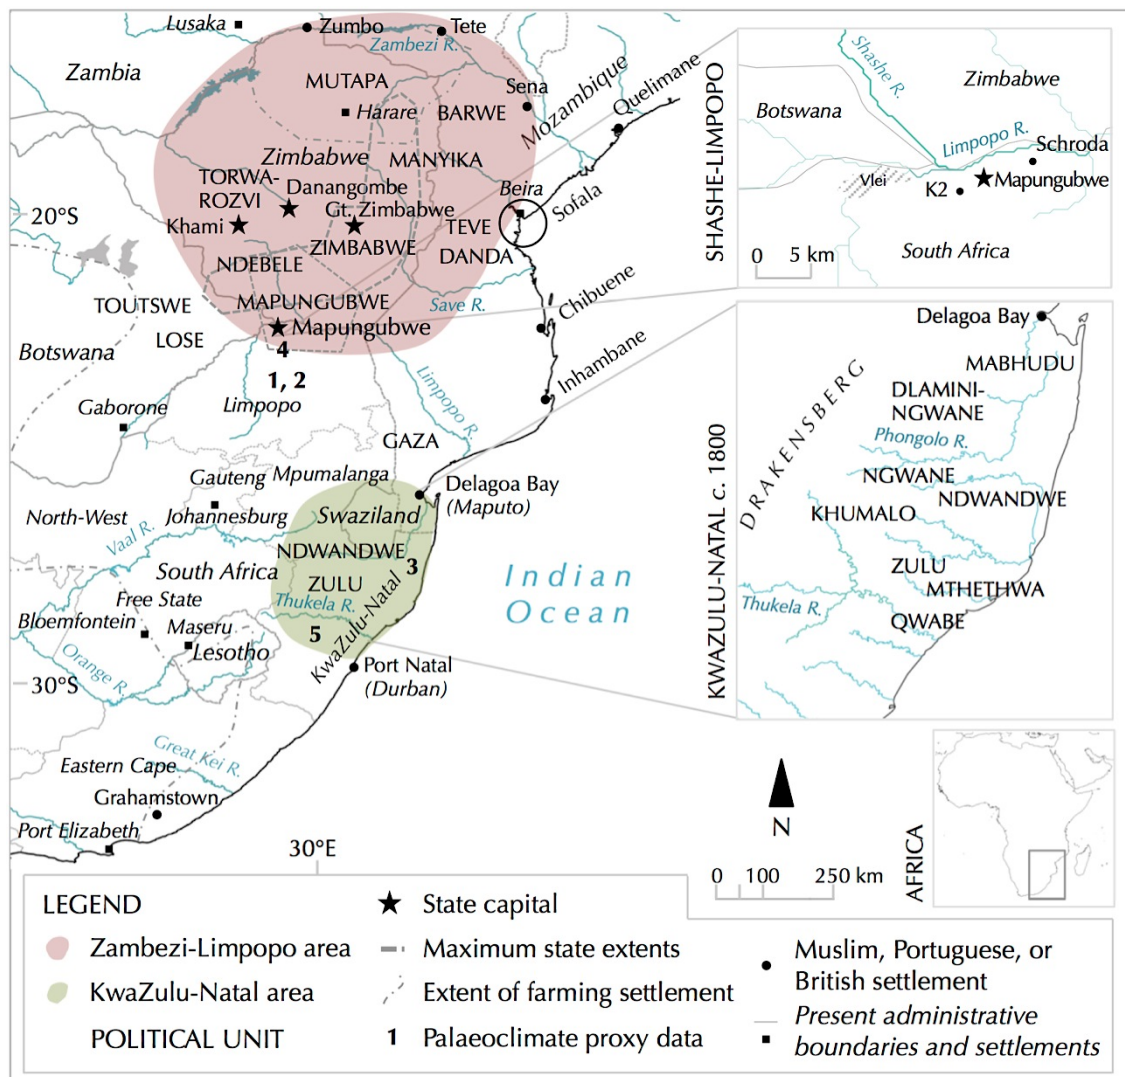 Lusaka
Zumbo
Tete
Zambezi R.
Zambia
MUTAPA
Sena
Harare
BARWE
Mozambique
Quelimane
Zimbabwe
MANYIKA
TORWA-
ROZVI
Danangombe
Beira
Gt. Zimbabwe
Sofala
20°S
Khami
TEVE
ZIMBABWE
DANDA
NDEBELE
TOUTSWE
MAPUNGUBWE
Save R.
Chibuene
Mapungubwe
LOSE
Botswana
4
1, 2
Inhambane
Gaborone
Limpopo
Limpopo R.
GAZA
Gauteng
Mpumalanga
Delagoa Bay
(Maputo)
North-West
Johannesburg
Swaziland
Vaal R.
NDWANDWE
3
South Africa
ZULU
Indian
Ocean
Free State
Thukela R.
Bloemfontein
Maseru
5
KwaZulu-Natal
Lesotho
Orange R.
Port Natal
(Durban)
30°S
Great Kei R.
Eastern Cape
Grahamstown
Port Elizabeth
30°E
SHASHE-LIMPOPO
Shashe R.
Zimbabwe
Botswana
Limpopo R.
Schroda
Vlei
K2
Mapungubwe
South Africa
0 5 km
KWAZULU-NATAL c. 1800
Delagoa Bay
MABHUDU
DRAKENSBERG
DLAMINI-
NGWANE
Phongolo R.
NGWANE
NDWANDWE
KHUMALO
ZULU
MTHETHWA
Thukela R.
QWABE
N
0 100 250 km
AFRICA
LEGEND
Zambezi-Limpopo area
KwaZulu-Natal area
POLITICAL UNIT
State capital
Maximum state extents
Extent of farming settlement
1 Palaeoclimate proxy data
Muslim, Portuguese, or
British settlement
Present administrative
boundaries and settlements